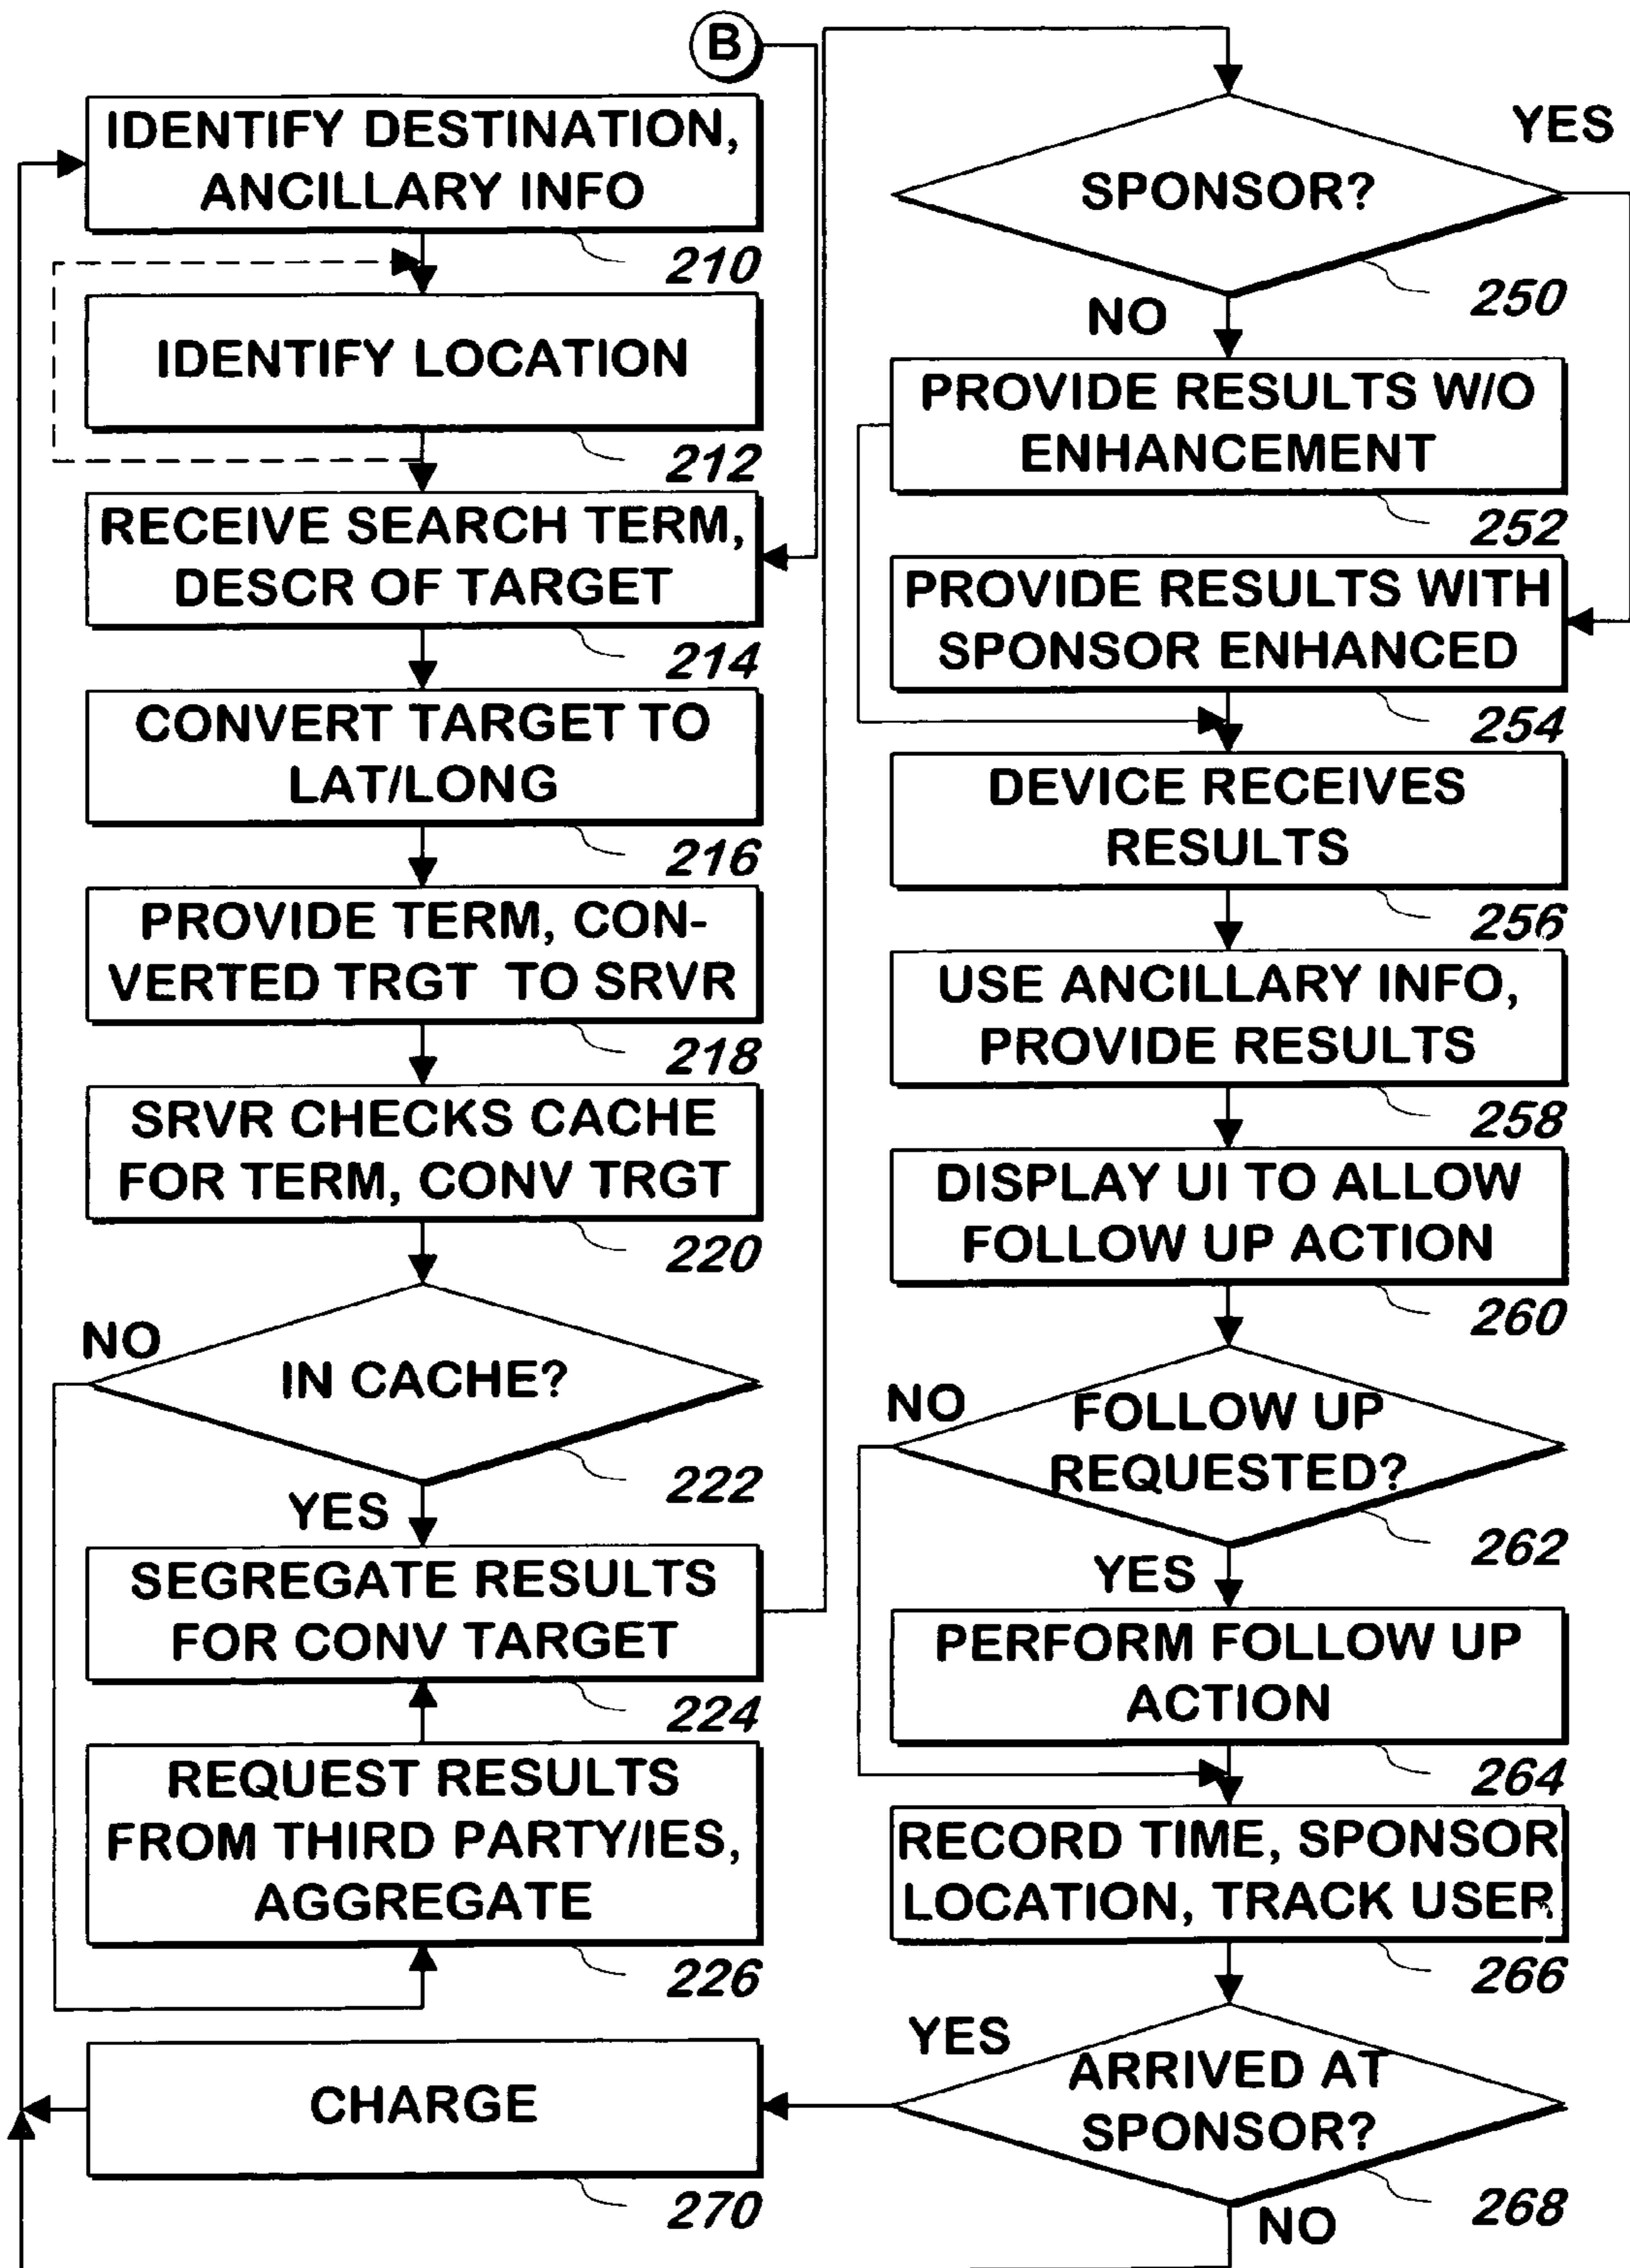 B
IDENTIFY DESTINATION,
ANCILLARY INFO
210
IDENTIFY LOCATION
212
RECEIVE SEARCH TERM,
DESCR OF TARGET
214
CONVERT TARGET TO
LAT/LONG
216
PROVIDE TERM, CON-
VERTED TRGT TO SRVR
218
SRVR CHECKS CACHE
FOR TERM, CONV TRGT
220
NO
IN CACHE?
222
YES
SEGREGATE RESULTS
FOR CONV TARGET
224
REQUEST RESULTS
FROM THIRD PARTY/IES,
AGGREGATE
226
CHARGE
270
YES
SPONSOR?
250
NO
PROVIDE RESULTS W/O
ENHANCEMENT
252
PROVIDE RESULTS WITH
SPONSOR ENHANCED
254
DEVICE RECEIVES
RESULTS
256
USE ANCILLARY INFO,
PROVIDE RESULTS
258
DISPLAY UI TO ALLOW
FOLLOW UP ACTION
260
NO
FOLLOW UP
REQUESTED?
262
YES
PERFORM FOLLOW UP
ACTION
264
RECORD TIME, SPONSOR
LOCATION, TRACK USER
266
YES
ARRIVED AT
SPONSOR?
268
NO